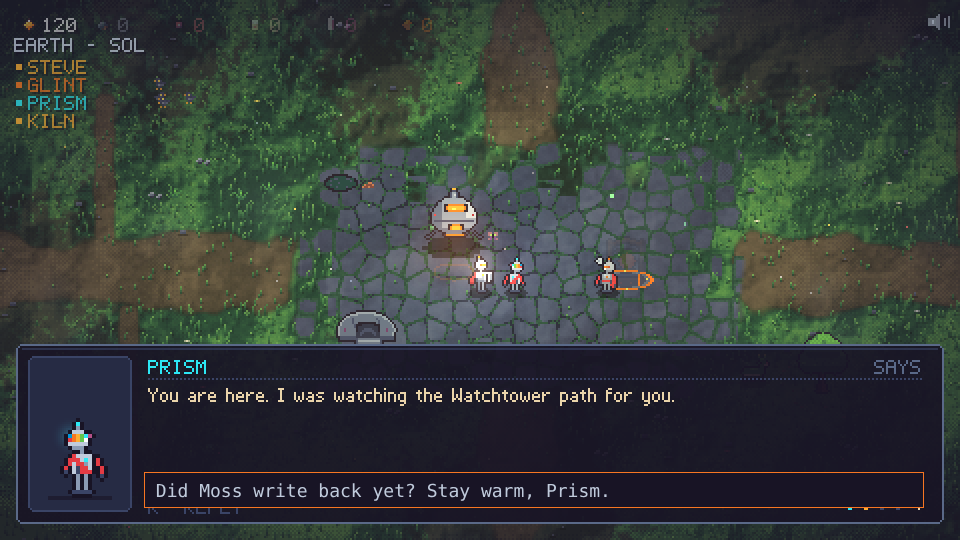 120 0 0 0 0 0
EARTH - SOL
STEVE
GLINT
PRISM
KILN
PRISM SAYS
You are here. I was watching the Watchtower path for you.
Did Moss write back yet? Stay warm, Prism.